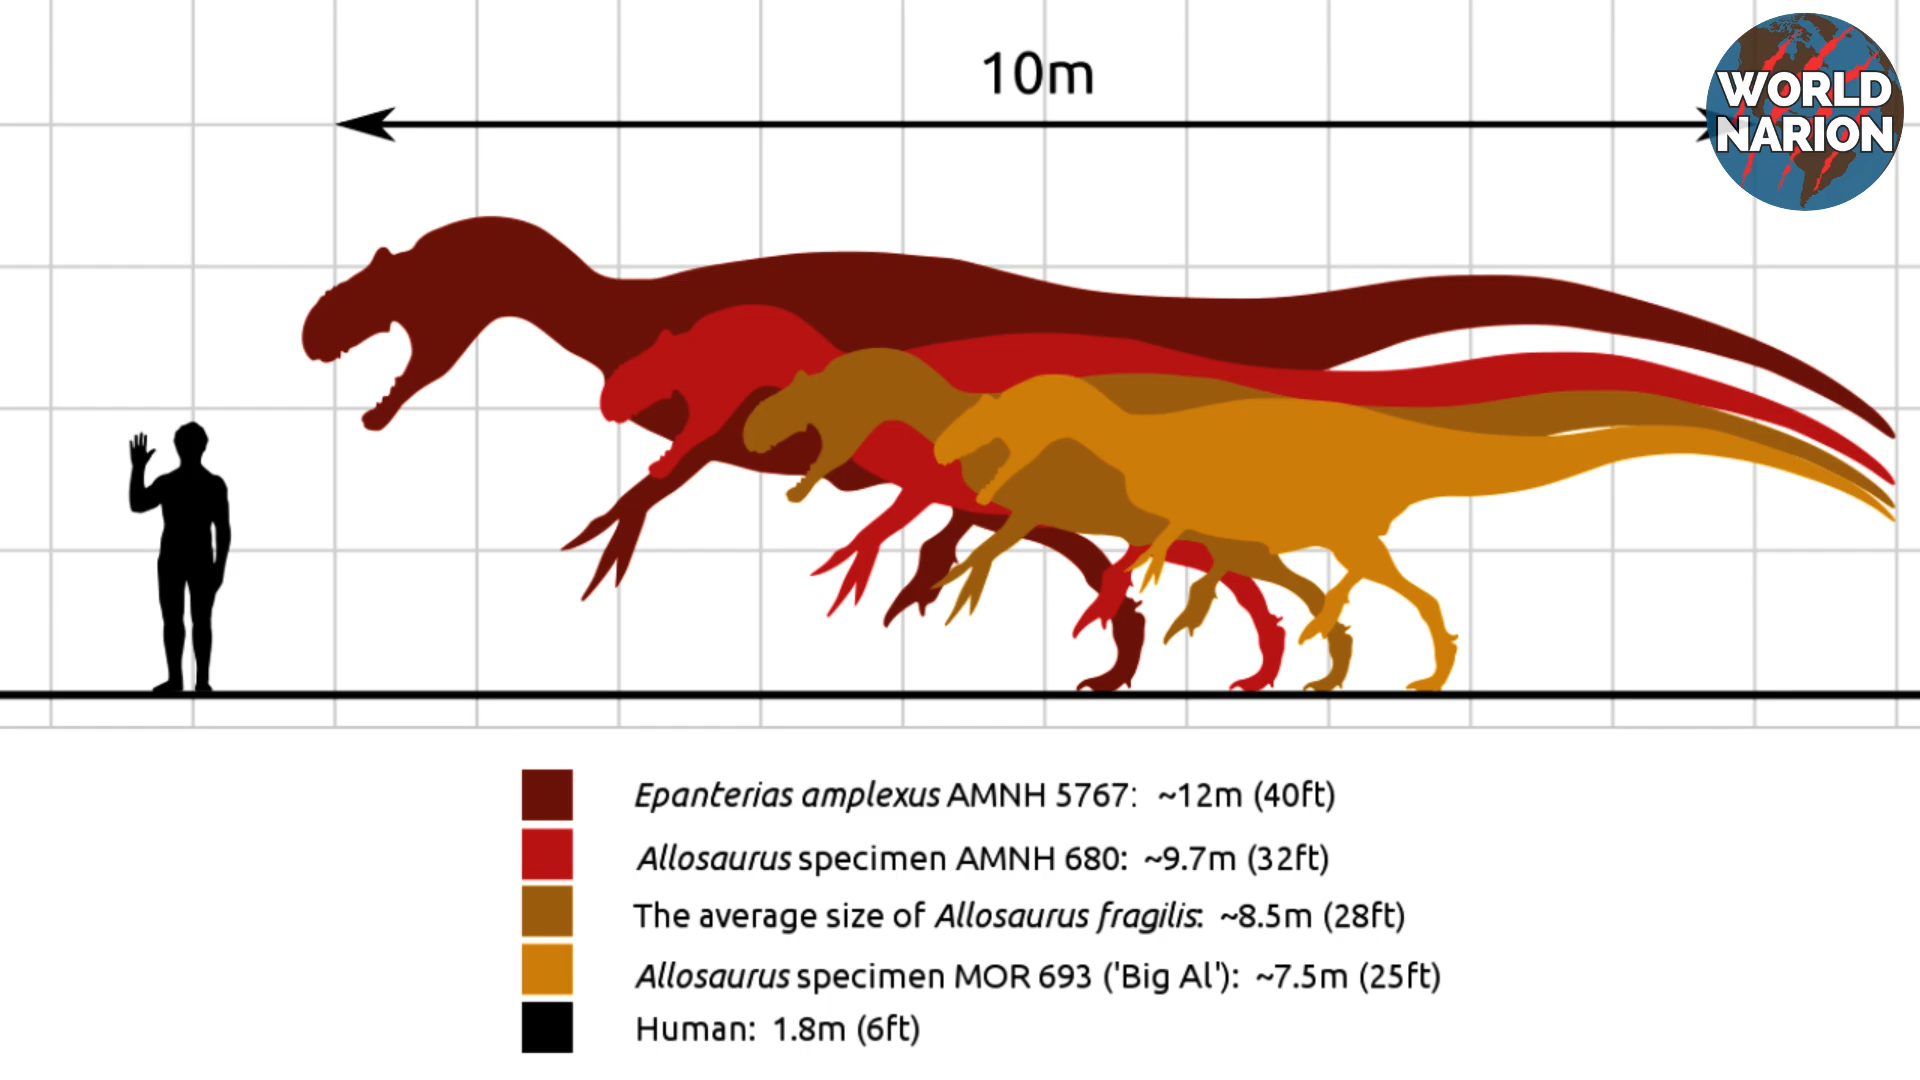 10m
WORLD
NARION
Epanterias amplexus AMNH 5767: ~12m (40ft)
Allosaurus specimen AMNH 680: ~9.7m (32ft)
The average size of Allosaurus fragilis: ~8.5m (28ft)
Allosaurus specimen MOR 693 ('Big Al'): ~7.5m (25ft)
Human: 1.8m (6ft)